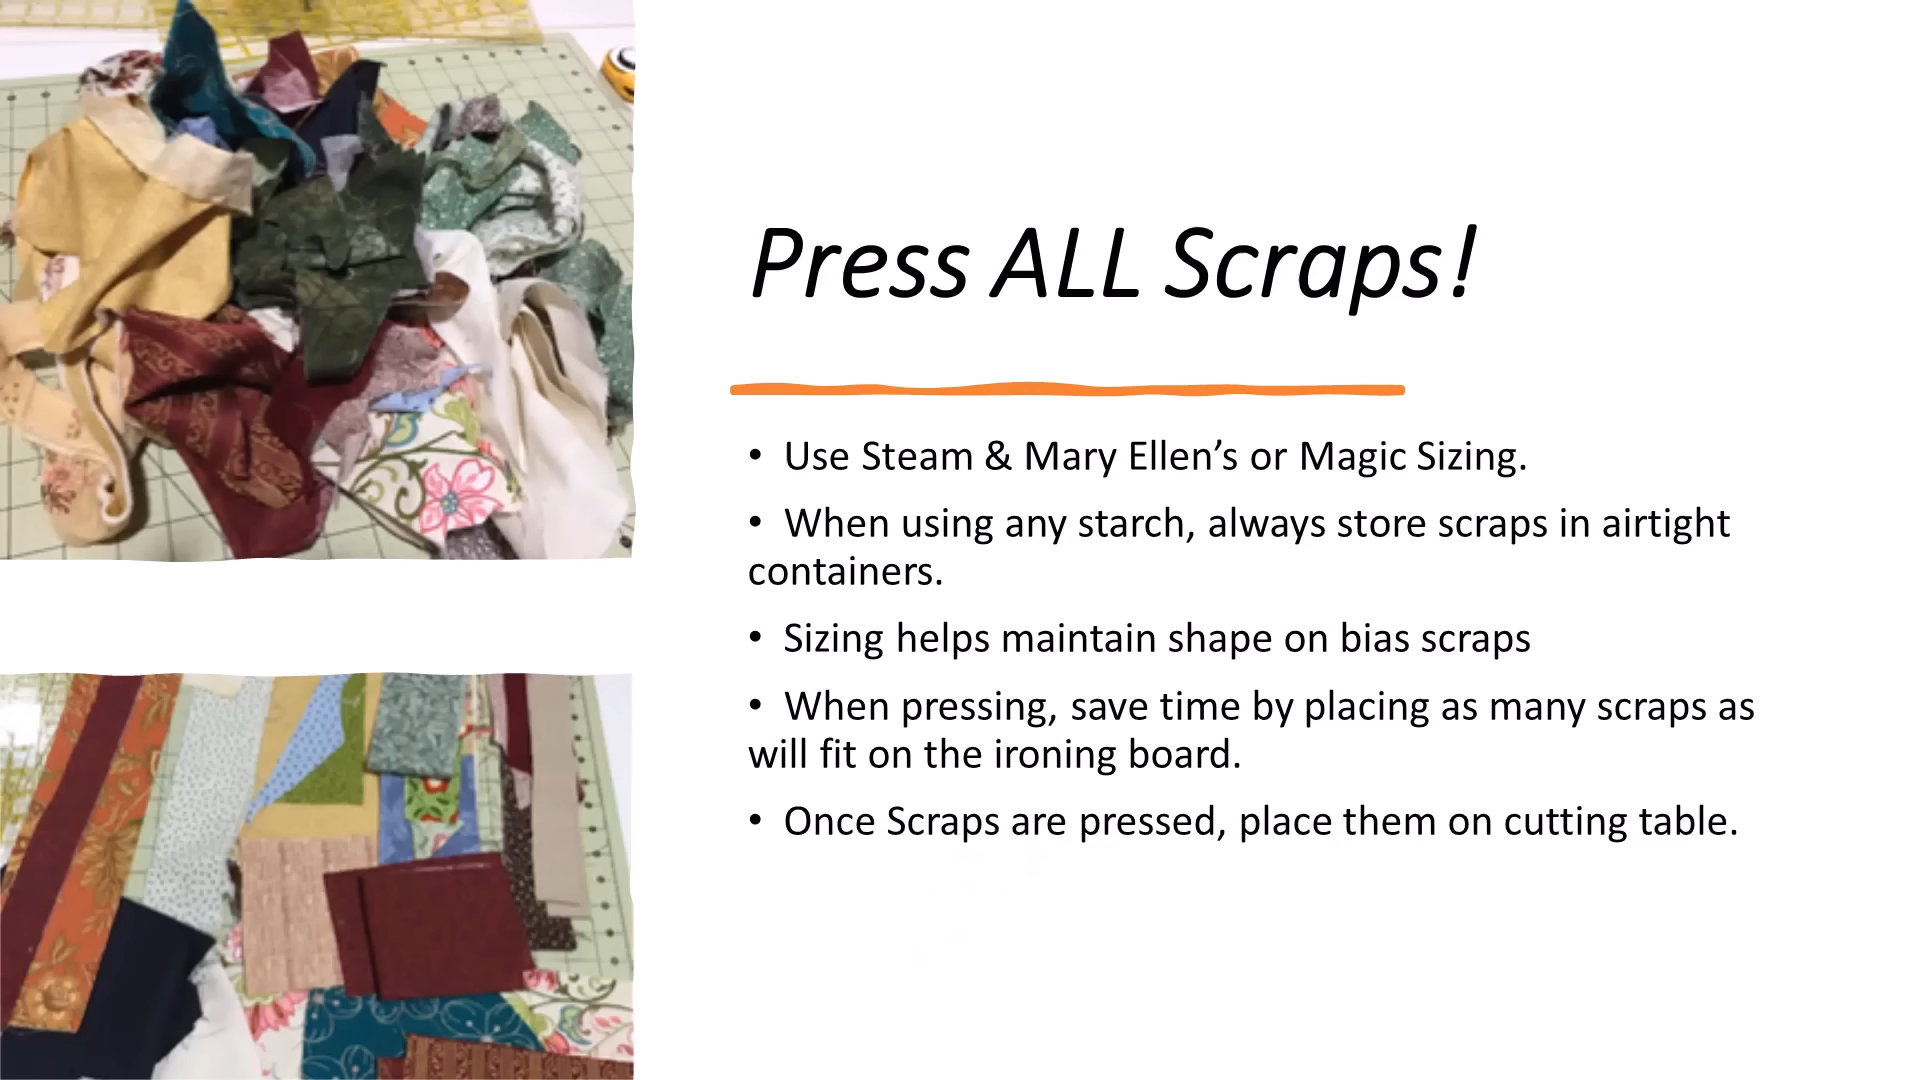 Press ALL Scraps!
• Use Steam & Mary Ellen’s or Magic Sizing.
• When using any starch, always store scraps in airtight
containers.
• Sizing helps maintain shape on bias scraps
• When pressing, save time by placing as many scraps as
will fit on the ironing board.
• Once Scraps are pressed, place them on cutting table.